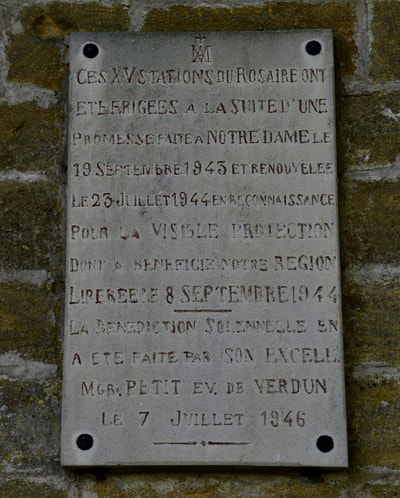 CES XV STATIONS DU ROSAIRE ONT
ETE ERIGEES A LA SUITE D'UNE
PROMESSE FAITE A NOTRE DAME LE
19 SEPTEMBRE 1943 ET RENOUVELEE
LE 23 JUILLET 1944 EN RECONNAISSANCE
POUR LA VISIBLE PROTECTION
DONT A BENEFICIE NOTRE REGION
LIBEREE LE 8 SEPTEMBRE 1944
LA BENEDICTION SOLENNELLE EN
A ETE FAITE PAR SON EXCELL.
MGR. PETIT EV. DE VERDUN
LE 7 JUILLET 1946